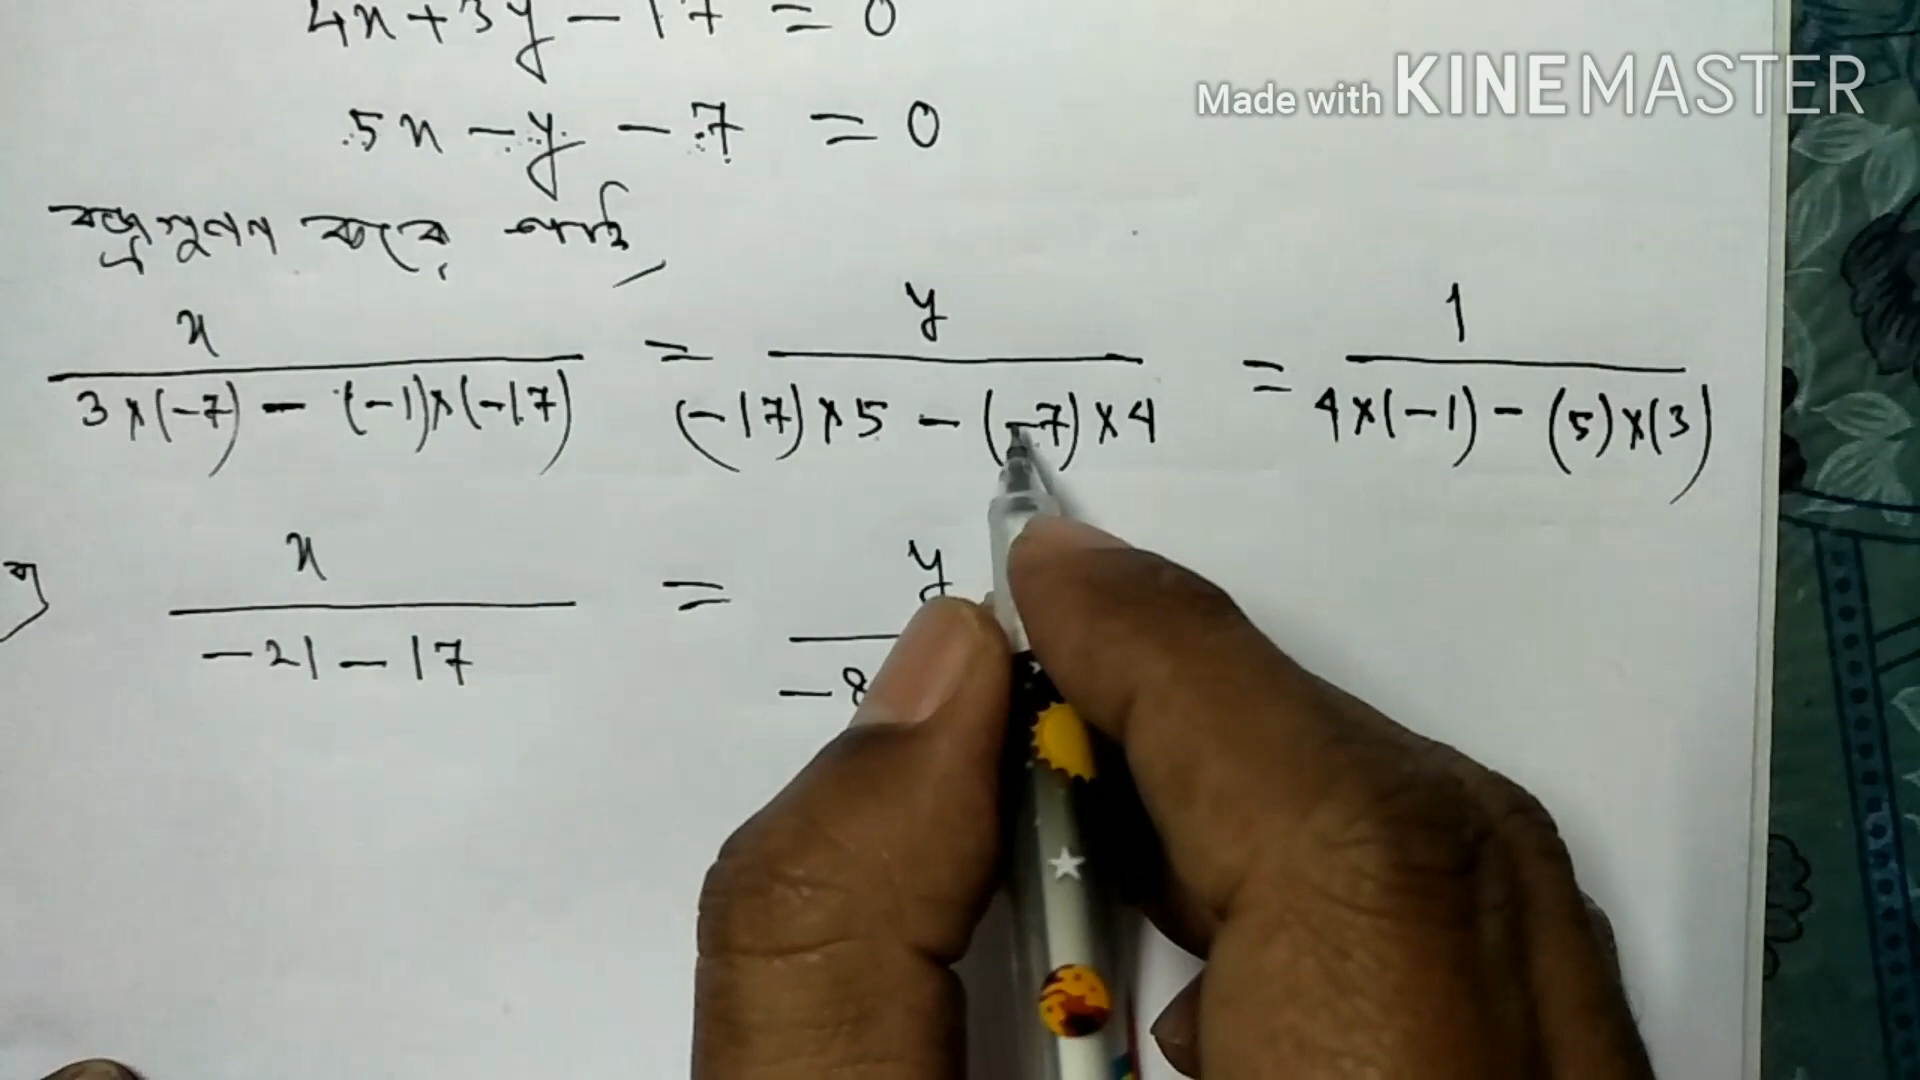 4x + 3y - 17 = 0
Made with KINEMASTER
5x - y - 7 = 0
বজ্রগুণন করে পাই,
x / 3×(-7) - (-1)×(-17) = y / (-17)×5 - (-7)×4 = 1 / 4×(-1) - (5)×(3)
বা, x / -21 - 17 = y / -8